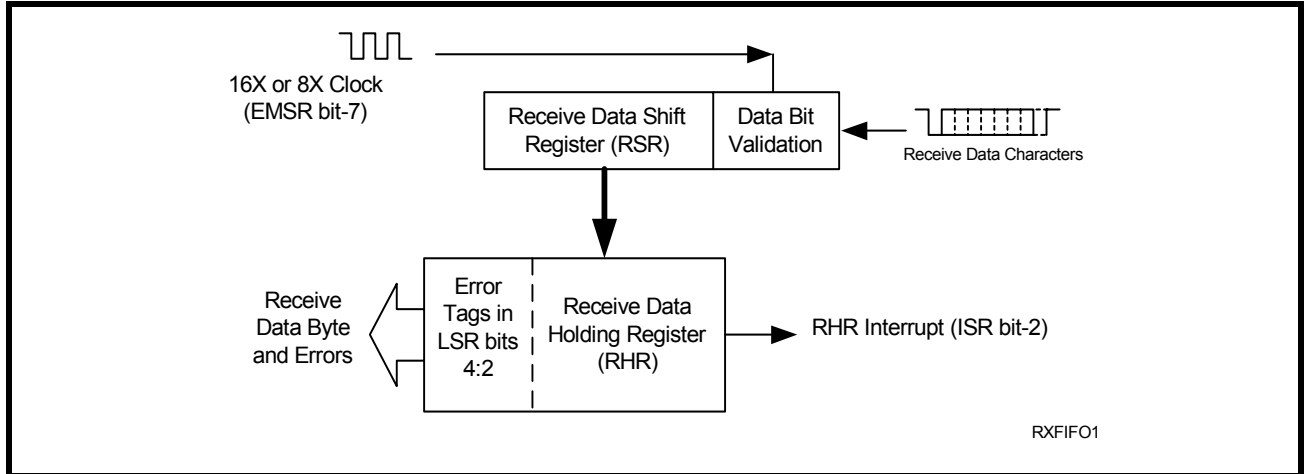 16X or 8X Clock
(EMSR bit-7)
Receive Data Shift
Register (RSR)
Data Bit
Validation
Receive Data Characters
Receive
Data Byte
and Errors
Error
Tags in
LSR bits
4:2
Receive Data
Holding Register
(RHR)
RHR Interrupt (ISR bit-2)
RXFIFO1